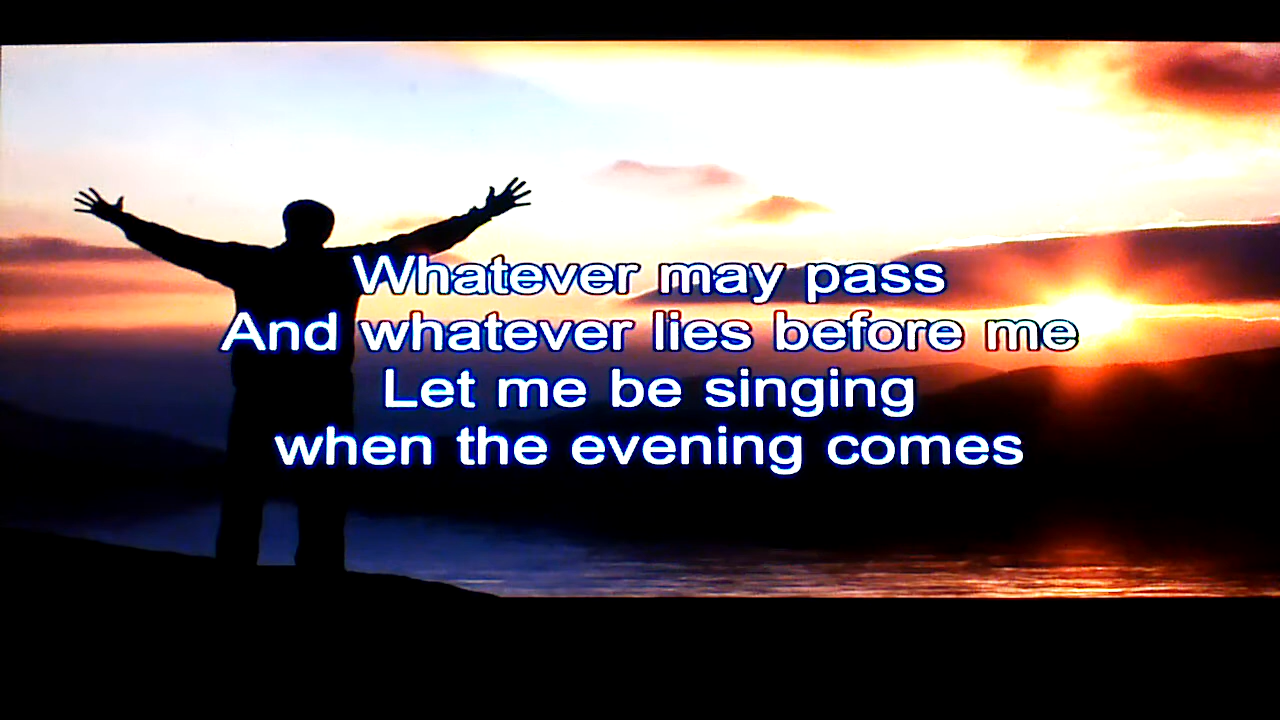 Whatever may pass
And whatever lies before me
Let me be singing
when the evening comes